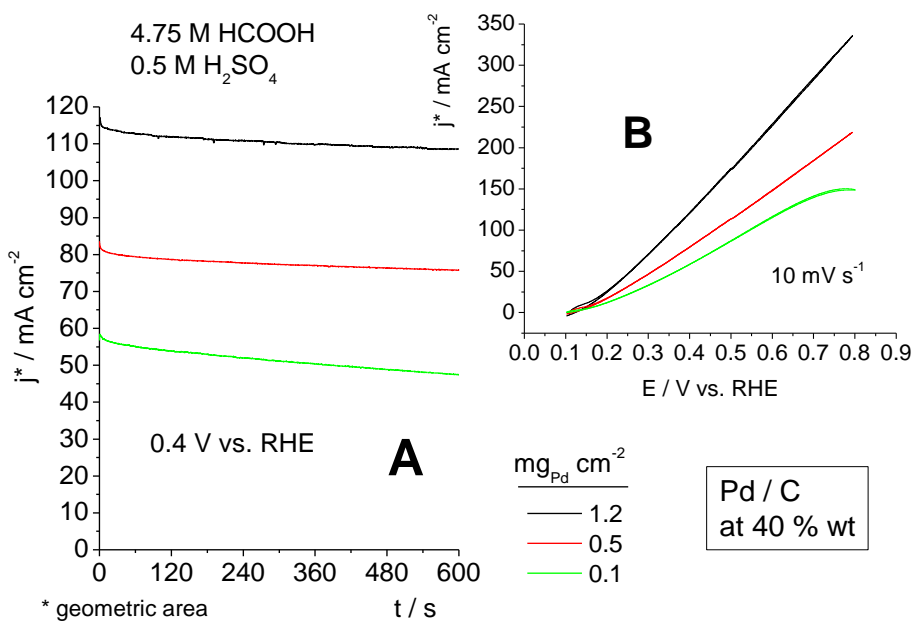 4.75 M HCOOH
0.5 M H₂SO₄
j* / mA cm⁻²
120
110
100
90
80
70
60
50
40
30
20
10
0
0 120 240 360 480 600
t / s
0.4 V vs. RHE
A
* geometric area
j* / mA cm⁻²
350
300
250
200
150
100
50
0
0.0 0.1 0.2 0.3 0.4 0.5 0.6 0.7 0.8 0.9
E / V vs. RHE
B
10 mV s⁻¹
mg_Pd cm⁻²
1.2
0.5
0.1
Pd / C
at 40 % wt